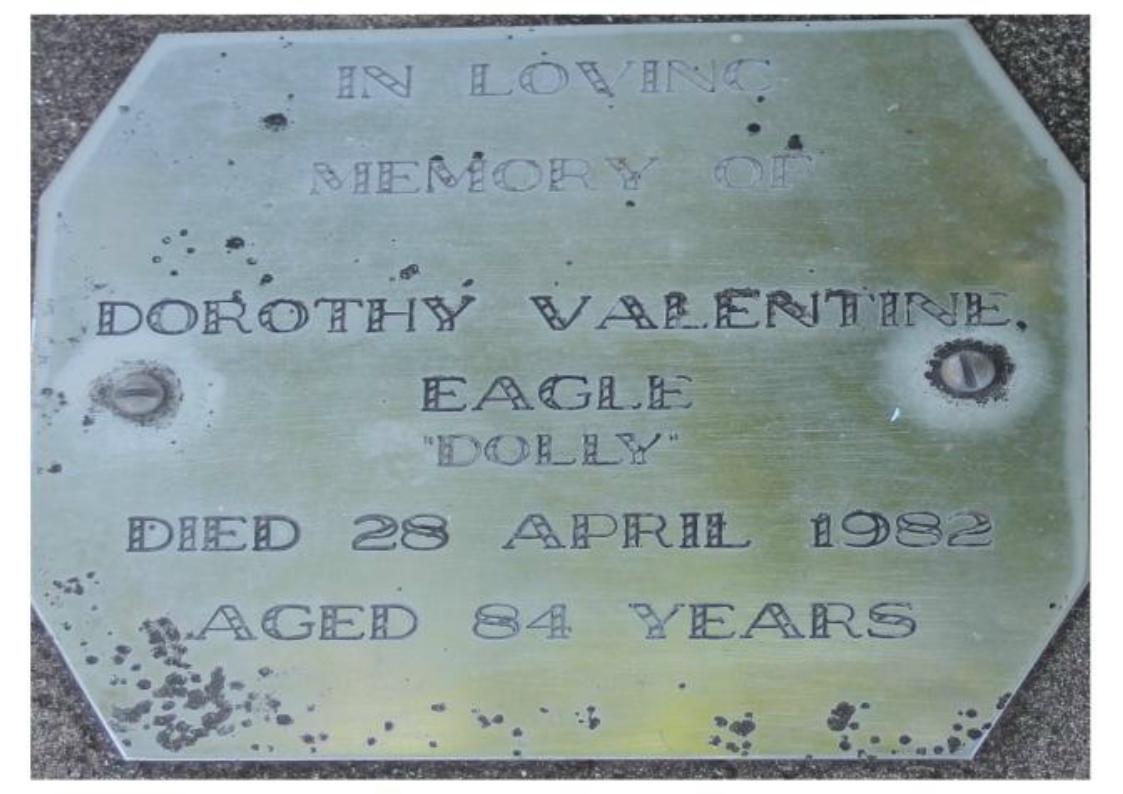 IN LOVING
MEMORY OF
DOROTHY VALENTINE.
EAGLE
"DOLLY"
DIED 28 APRIL 1982
AGED 84 YEARS